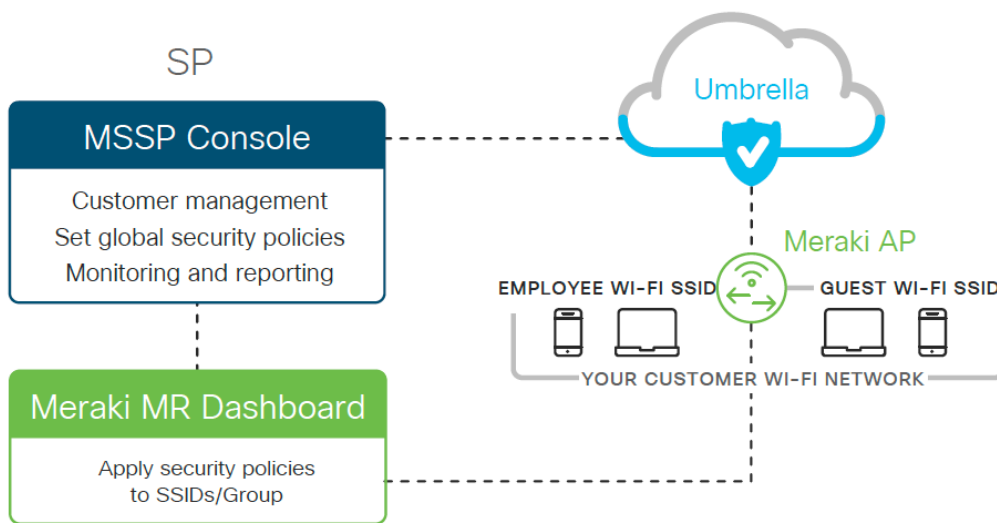 SP
MSSP Console
Customer management
Set global security policies
Monitoring and reporting
Meraki MR Dashboard
Apply security policies
to SSIDs/Group
Umbrella
Meraki AP
EMPLOYEE WI-FI SSID
GUEST WI-FI SSID
YOUR CUSTOMER WI-FI NETWORK